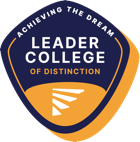 ACHIEVING THE DREAM
LEADER
COLLEGE
OF DISTINCTION